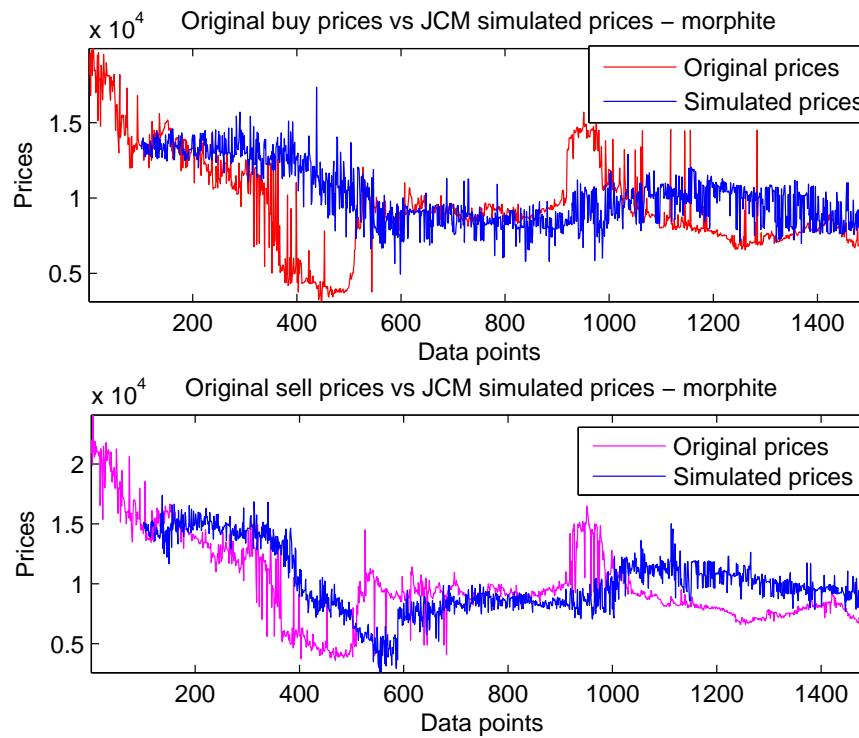 Original buy prices vs JCM simulated prices − morphite
x 10^4
Original prices
Simulated prices
1.5
1
0.5
Prices
200 400 600 800 1000 1200 1400
Data points
Original sell prices vs JCM simulated prices − morphite
x 10^4
Original prices
Simulated prices
2
1.5
1
0.5
Prices
200 400 600 800 1000 1200 1400
Data points